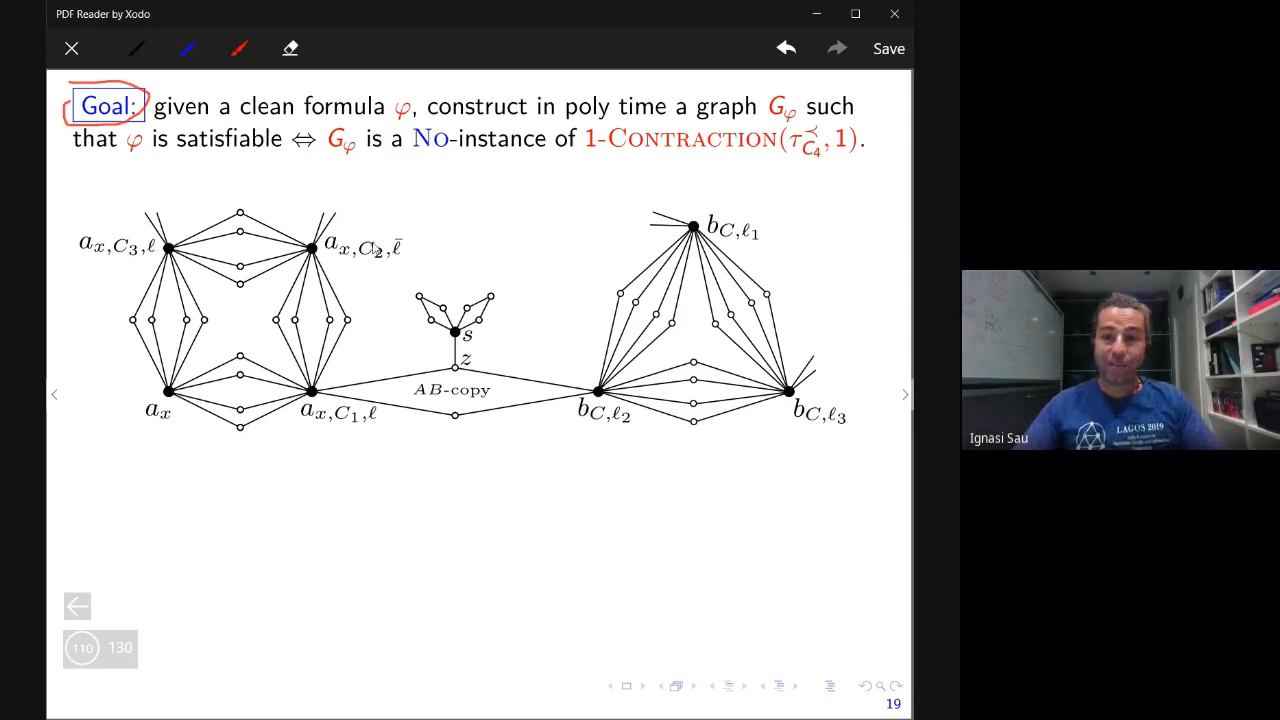 PDF Reader by Xodo
Save
Goal: given a clean formula φ, construct in poly time a graph G_φ such
that φ is satisfiable ⇔ G_φ is a No-instance of 1-CONTRACTION(τ_{C_4}^≺, 1).
a_{x,C_3,ℓ}
a_{x,C_2,ℓ̄}
b_{C,ℓ_1}
s
z
AB-copy
a_x
a_{x,C_1,ℓ}
b_{C,ℓ_2}
b_{C,ℓ_3}
110 130
19
Ignasi Sau
LAGOS 2019